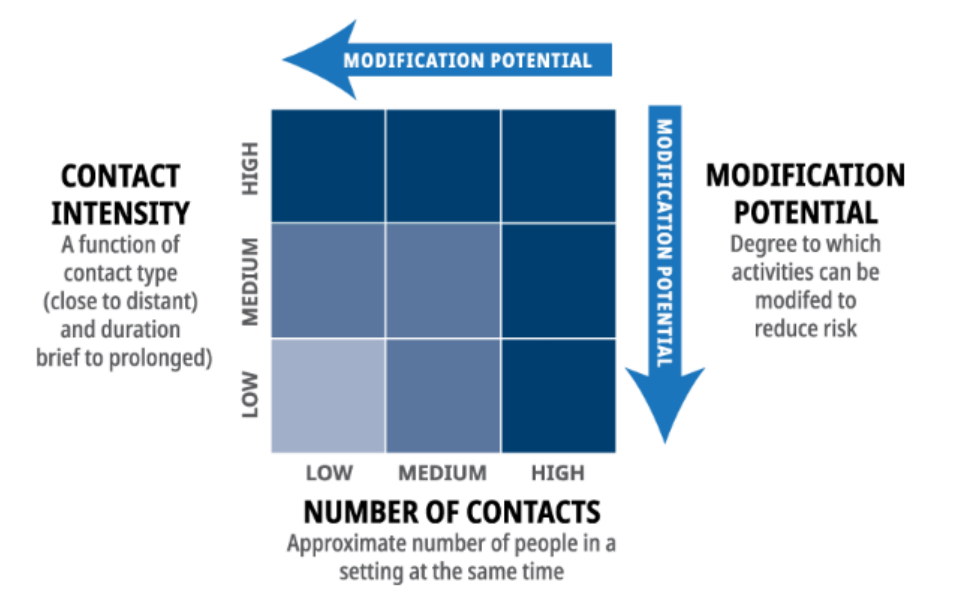 MODIFICATION POTENTIAL
CONTACT
INTENSITY
A function of
contact type
(close to distant)
and duration
brief to prolonged)
HIGH
MEDIUM
LOW
MODIFICATION POTENTIAL
MODIFICATION
POTENTIAL
Degree to which
activities can be
modifed to
reduce risk
LOW MEDIUM HIGH
NUMBER OF CONTACTS
Approximate number of people in a
setting at the same time